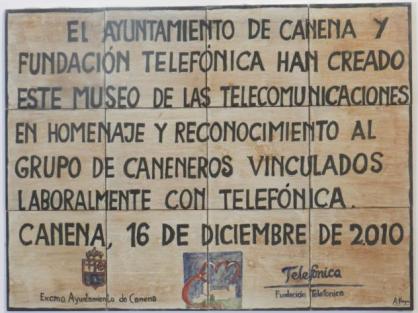 EL AYUNTAMIENTO DE CANENA Y
FUNDACIÓN TELEFÓNICA HAN CREADO
ESTE MUSEO DE LAS TELECOMUNICACIONES
EN HOMENAJE Y RECONOCIMIENTO AL
GRUPO DE CANENEROS VINCULADOS
LABORALMENTE CON TELEFÓNICA.
CANENA, 16 DE DICIEMBRE DE 2010
Excmo Ayuntamiento de Canena
Telefónica
Fundación Telefónica